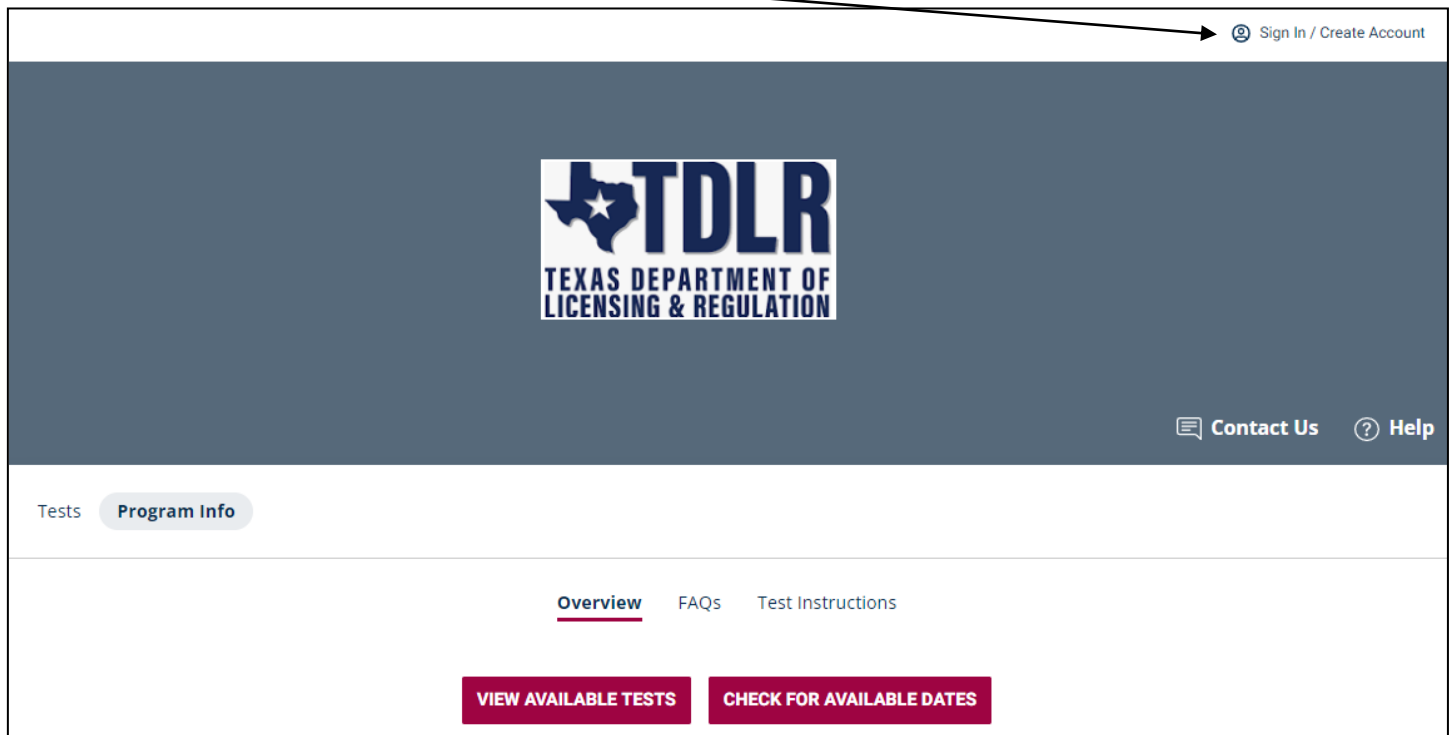 Sign In / Create Account
TDLR
TEXAS DEPARTMENT OF
LICENSING & REGULATION
Contact Us
Help
Tests
Program Info
Overview
FAQs
Test Instructions
VIEW AVAILABLE TESTS
CHECK FOR AVAILABLE DATES